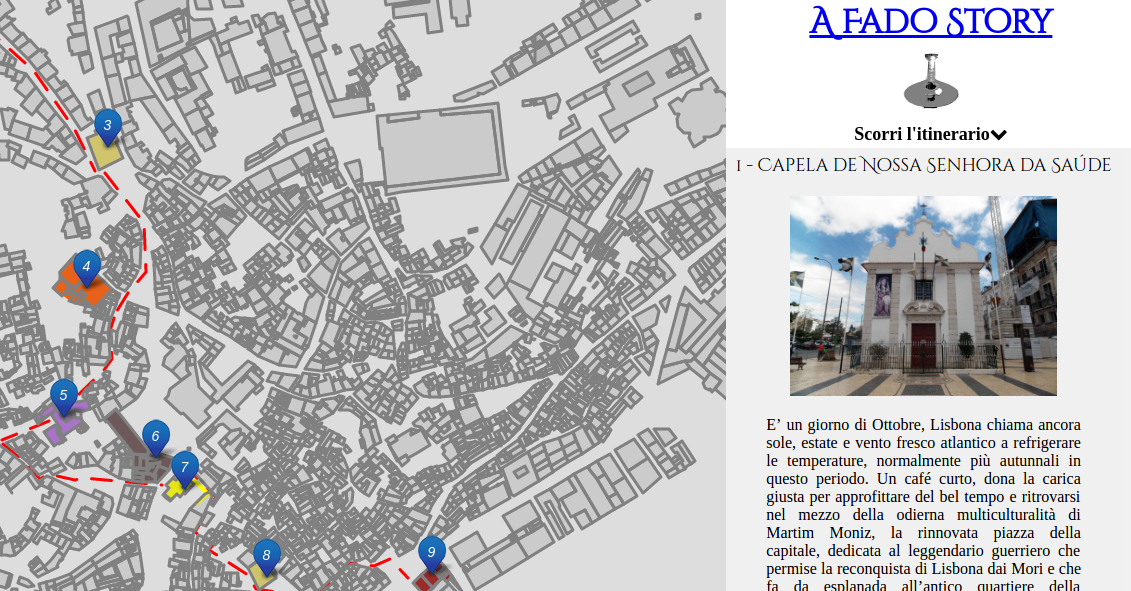 A FADO STORY
Scorri l'itinerario
1 - CAPELA DE NOSSA SENHORA DA SAÚDE
E’ un giorno di Ottobre, Lisbona chiama ancora
sole, estate e vento fresco atlantico a refrigerare
le temperature, normalmente più autunnali in
questo periodo. Un café curto, dona la carica
giusta per approfittare del bel tempo e ritrovarsi
nel mezzo della odierna multiculturalità di
Martim Moniz, la rinnovata piazza della
capitale, dedicata al leggendario guerriero che
permise la reconquista di Lisbona dai Mori e che
fa da esplanada all’antico quartiere della
3
4
5
6
7
8
9